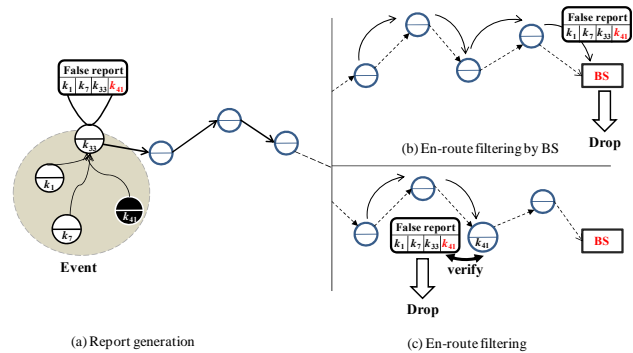 False report
k1 k7 k33 k41
k33
k1
k7
k41
Event
(a) Report generation
False report
k1 k7 k33 k41
BS
Drop
(b) En-route filtering by BS
False report
k1 k7 k33 k41
k41
verify
BS
Drop
(c) En-route filtering